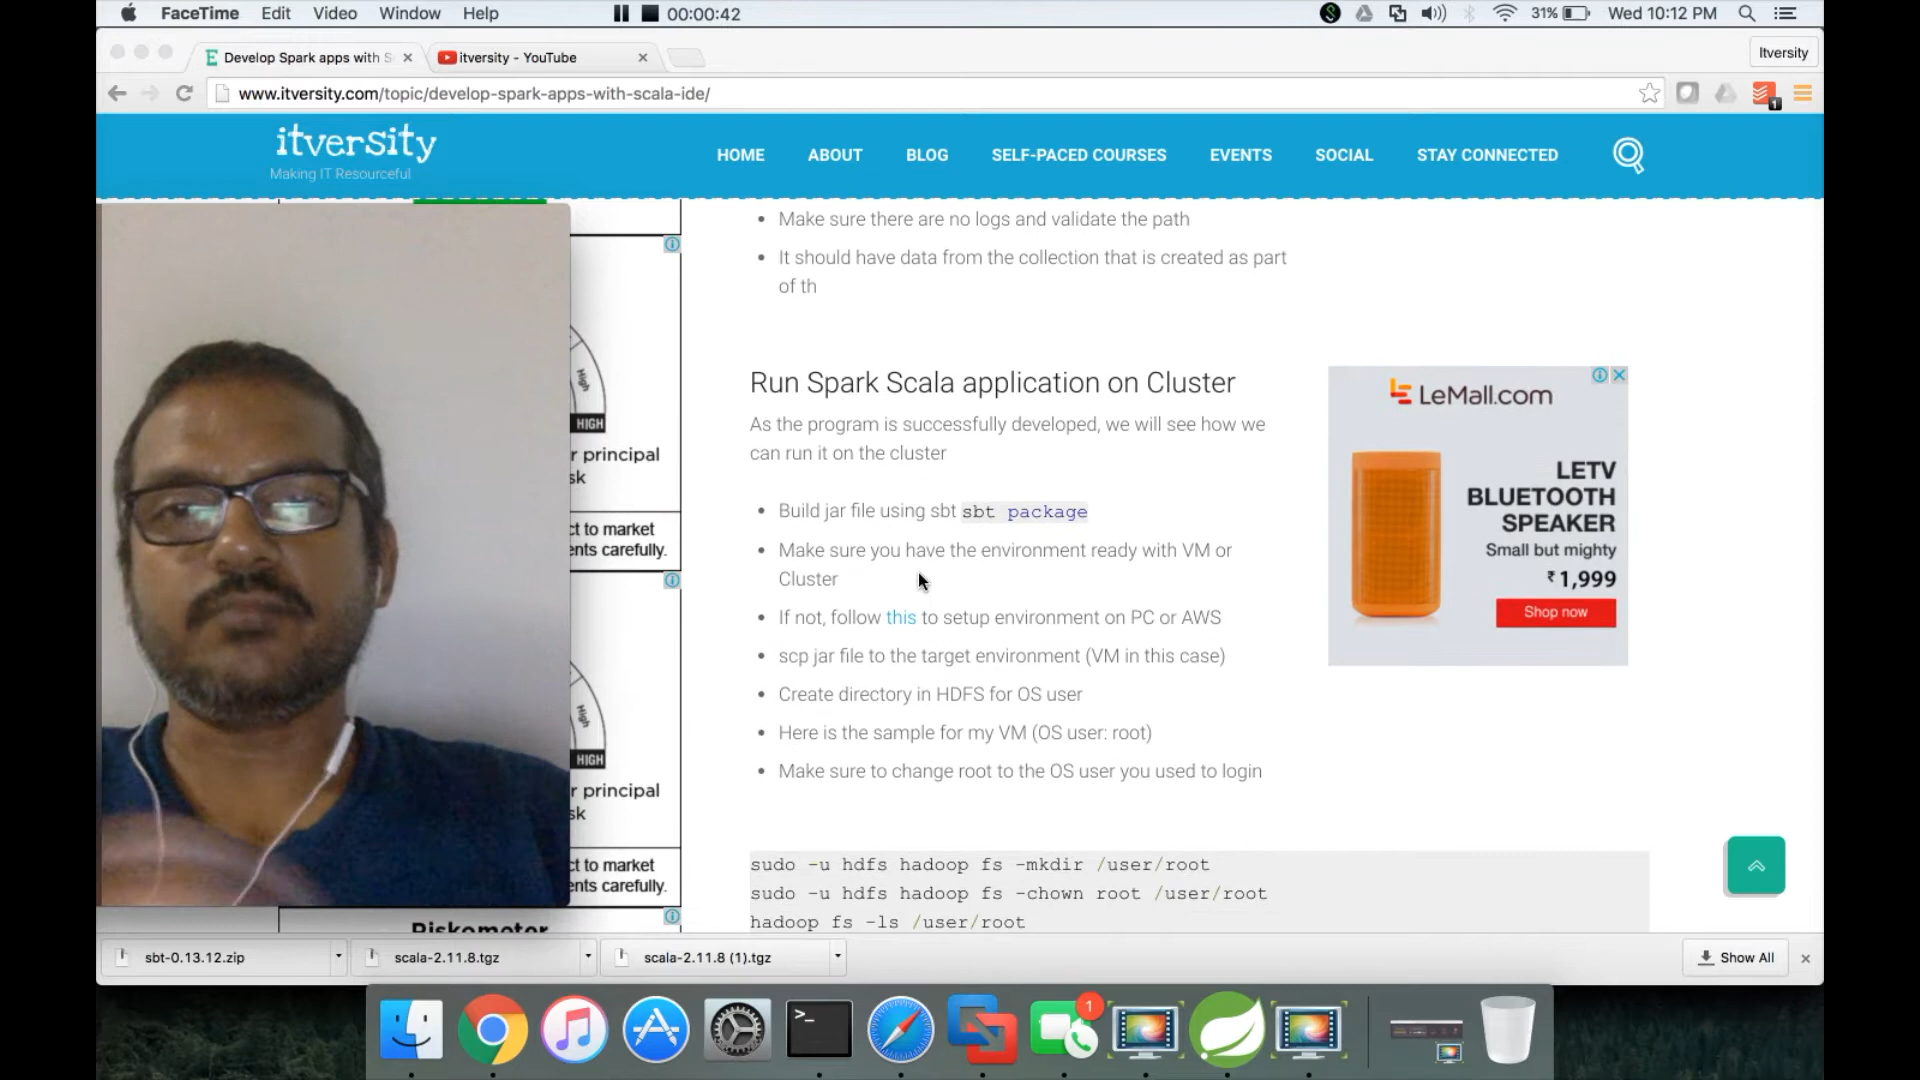 FaceTime Edit Video Window Help 00:00:42 31% Wed 10:12 PM
Develop Spark apps with S
itversity - YouTube
Itversity
www.itversity.com/topic/develop-spark-apps-with-scala-ide/
itversity
Making IT Resourceful
HOME ABOUT BLOG SELF-PACED COURSES EVENTS SOCIAL STAY CONNECTED
Make sure there are no logs and validate the path
It should have data from the collection that is created as part
of th
Run Spark Scala application on Cluster
As the program is successfully developed, we will see how we
can run it on the cluster
Build jar file using sbt sbt package
Make sure you have the environment ready with VM or
Cluster
If not, follow this to setup environment on PC or AWS
scp jar file to the target environment (VM in this case)
Create directory in HDFS for OS user
Here is the sample for my VM (OS user: root)
Make sure to change root to the OS user you used to login
sudo -u hdfs hadoop fs -mkdir /user/root
sudo -u hdfs hadoop fs -chown root /user/root
hadoop fs -ls /user/root
LeMall.com
LETV
BLUETOOTH
SPEAKER
Small but mighty
₹1,999
Shop now
High
HIGH
r principal
sk
ct to market
ents carefully.
High
HIGH
r principal
sk
ct to market
ents carefully.
Riskometer
sbt-0.13.12.zip
scala-2.11.8.tgz
scala-2.11.8 (1).tgz
Show All
1
1